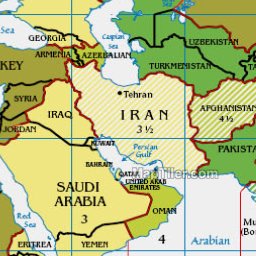 GEORGIA
Caspian
Sea
UZBEKISTAN
ARMENIA
AZERBAIJAN
KEY
TURKMENISTAN
SYRIA
Tehran
IRAQ
IRAN
3 ½
AFGHANISTAN
4 ½
JORDAN
KUWAIT
Persian
Gulf
PAKIST
BAHRAIN
QATAR
UNITED ARAB
EMIRATES
SAUDI
ARABIA
3
OMAN
Red
Sea
4
Arabian
Mu
(Bo
ERITREA
YEMEN